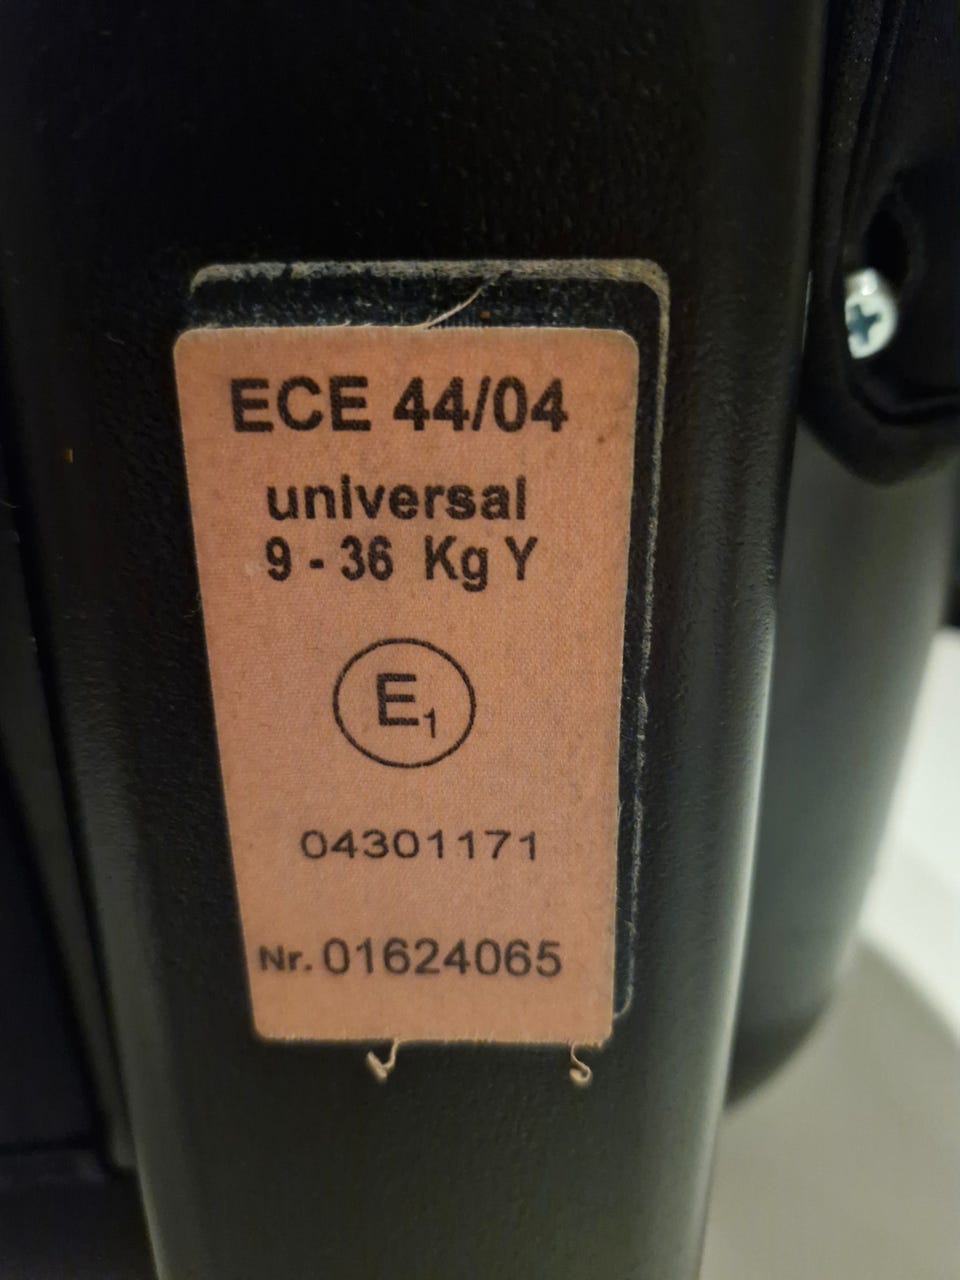 ECE 44/04
universal
9 - 36 Kg Y
E1
04301171
Nr. 01624065